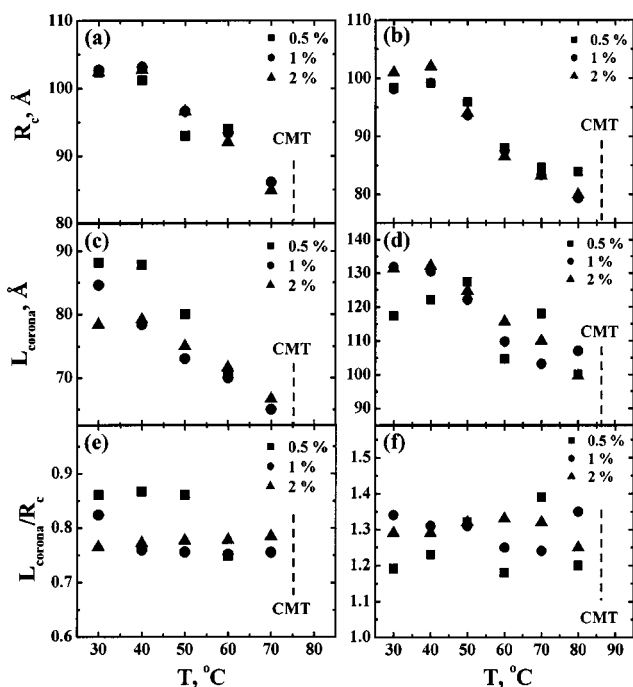 (a)
0.5 %
1 %
2 %
CMT
R_c, Å
100
95
90
85
80
(b)
0.5 %
1 %
2 %
CMT
110
100
90
80
(c)
0.5 %
1 %
2 %
CMT
L_corona, Å
90
80
70
(d)
0.5 %
1 %
2 %
CMT
140
130
120
110
100
90
(e)
0.5 %
1 %
2 %
CMT
L_corona/R_c
0.9
0.8
0.7
0.6
30 40 50 60 70 80
T, °C
(f)
0.5 %
1 %
2 %
CMT
1.5
1.4
1.3
1.2
1.1
1.0
30 40 50 60 70 80 90
T, °C